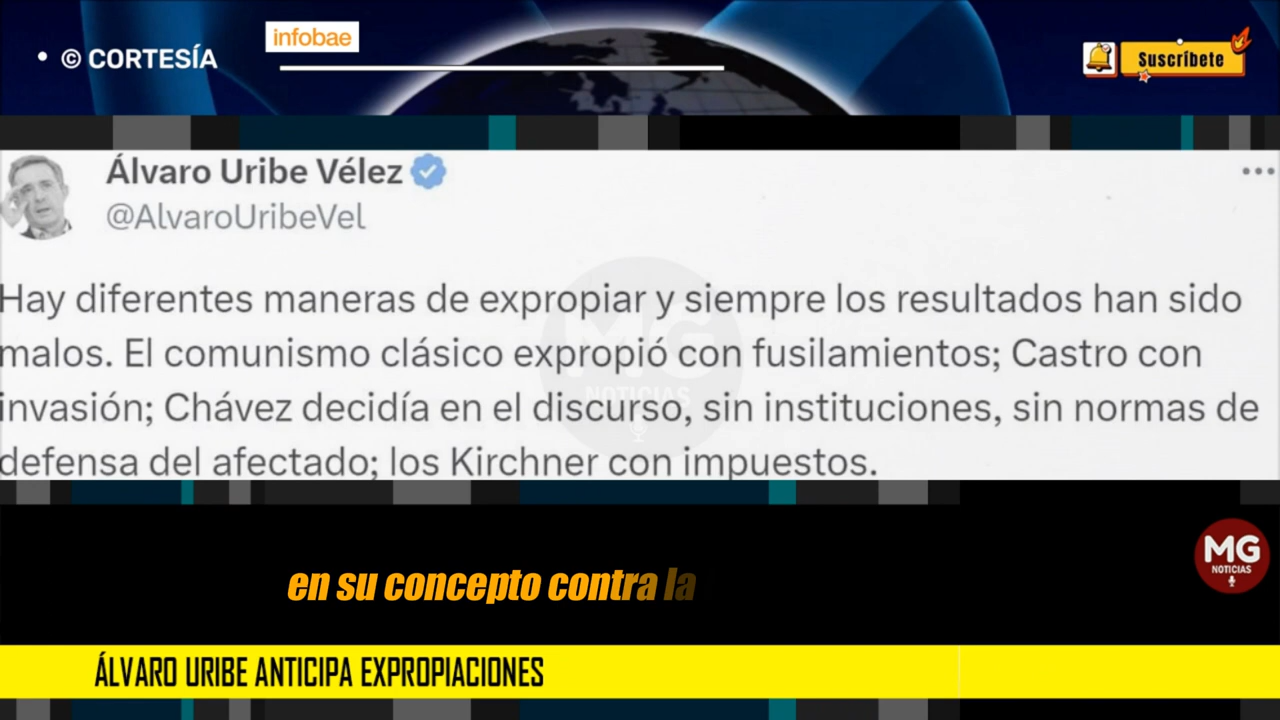 infobae
• © CORTESÍA
Suscríbete
Álvaro Uribe Vélez
@AlvaroUribeVel
Hay diferentes maneras de expropiar y siempre los resultados han sido
malos. El comunismo clásico expropió con fusilamientos; Castro con
invasión; Chávez decidía en el discurso, sin instituciones, sin normas de
defensa del afectado; los Kirchner con impuestos.
MG
NOTICIAS
en su concepto contra la
MG
NOTICIAS
ÁLVARO URIBE ANTICIPA EXPROPIACIONES